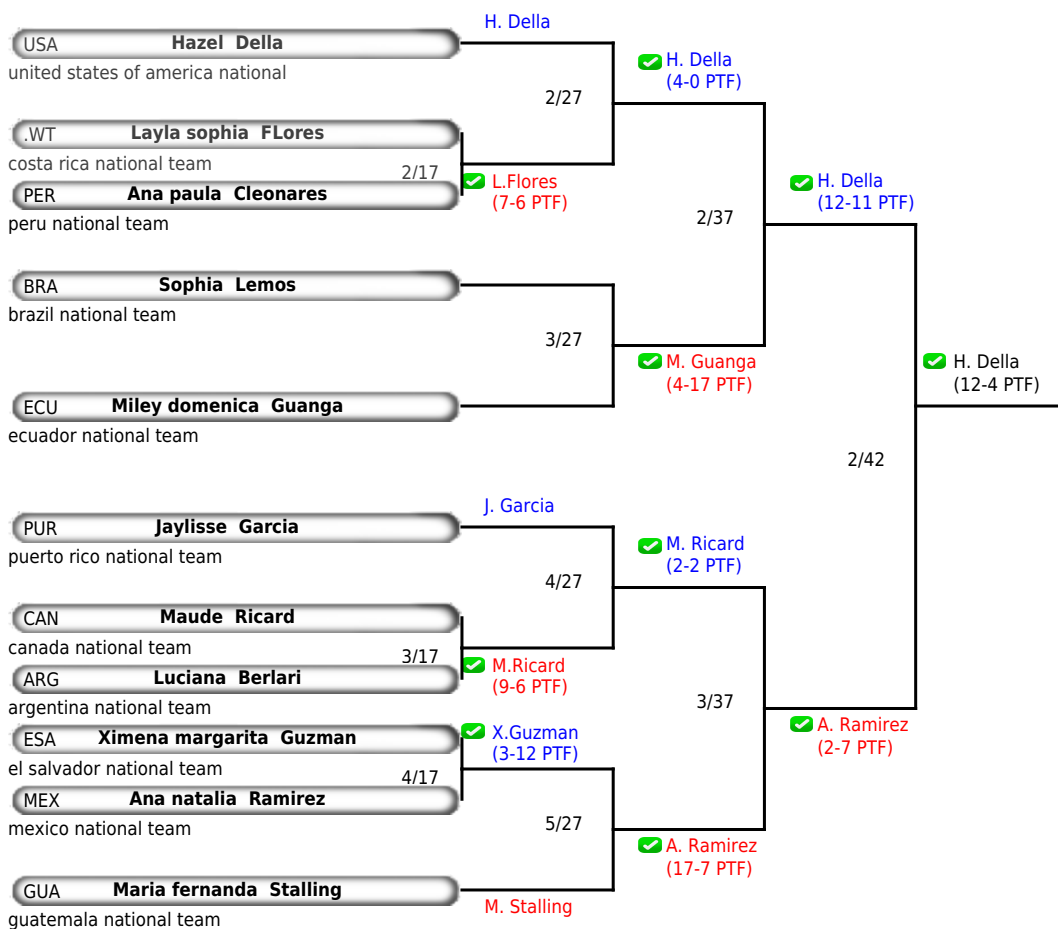 H. Della
USA Hazel Della
united states of america national
H. Della
(4-0 PTF)
2/27
.WT Layla sophia FLores
costa rica national team
2/17
L.Flores
(7-6 PTF)
PER Ana paula Cleonares
peru national team
H. Della
(12-11 PTF)
2/37
BRA Sophia Lemos
brazil national team
3/27
M. Guanga
(4-17 PTF)
H. Della
(12-4 PTF)
ECU Miley domenica Guanga
ecuador national team
2/42
J. Garcia
PUR Jaylisse Garcia
puerto rico national team
M. Ricard
(2-2 PTF)
4/27
CAN Maude Ricard
canada national team
3/17
M.Ricard
(9-6 PTF)
ARG Luciana Berlari
argentina national team
3/37
A. Ramirez
(2-7 PTF)
ESA Ximena margarita Guzman
el salvador national team
X.Guzman
(3-12 PTF)
4/17
MEX Ana natalia Ramirez
mexico national team
5/27
A. Ramirez
(17-7 PTF)
GUA Maria fernanda Stalling
guatemala national team
M. Stalling